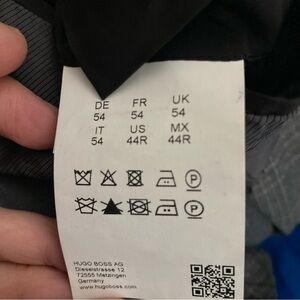 DE FR UK
54 54 54
IT US MX
54 44R 44R
P
P
HUGO BOSS AG
Dieselstrasse 12
72555 Metzingen
Germany
www.hugoboss.com